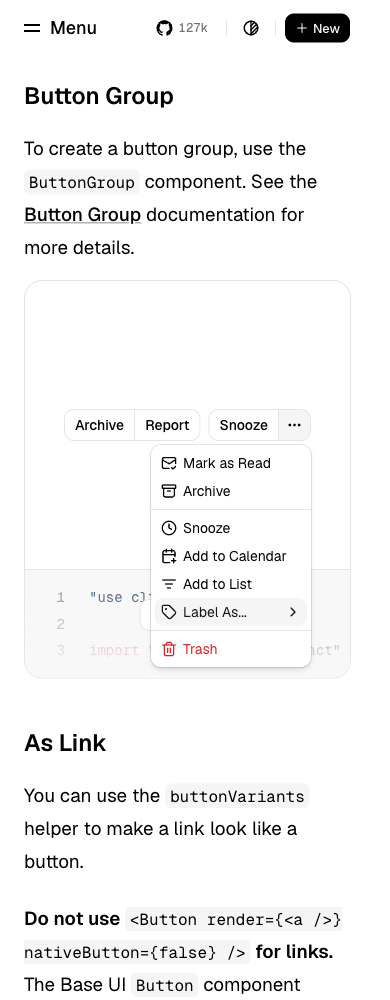 Menu
127k
New
Button Group
To create a button group, use the
ButtonGroup component. See the
Button Group documentation for
more details.
Archive
Report
Snooze
Mark as Read
Archive
Snooze
Add to Calendar
Add to List
Label As...
Trash
1 "use cl
2
3 import act"
As Link
You can use the buttonVariants
helper to make a link look like a
button.
Do not use <Button render={<a />}
nativeButton={false} /> for links.
The Base UI Button component